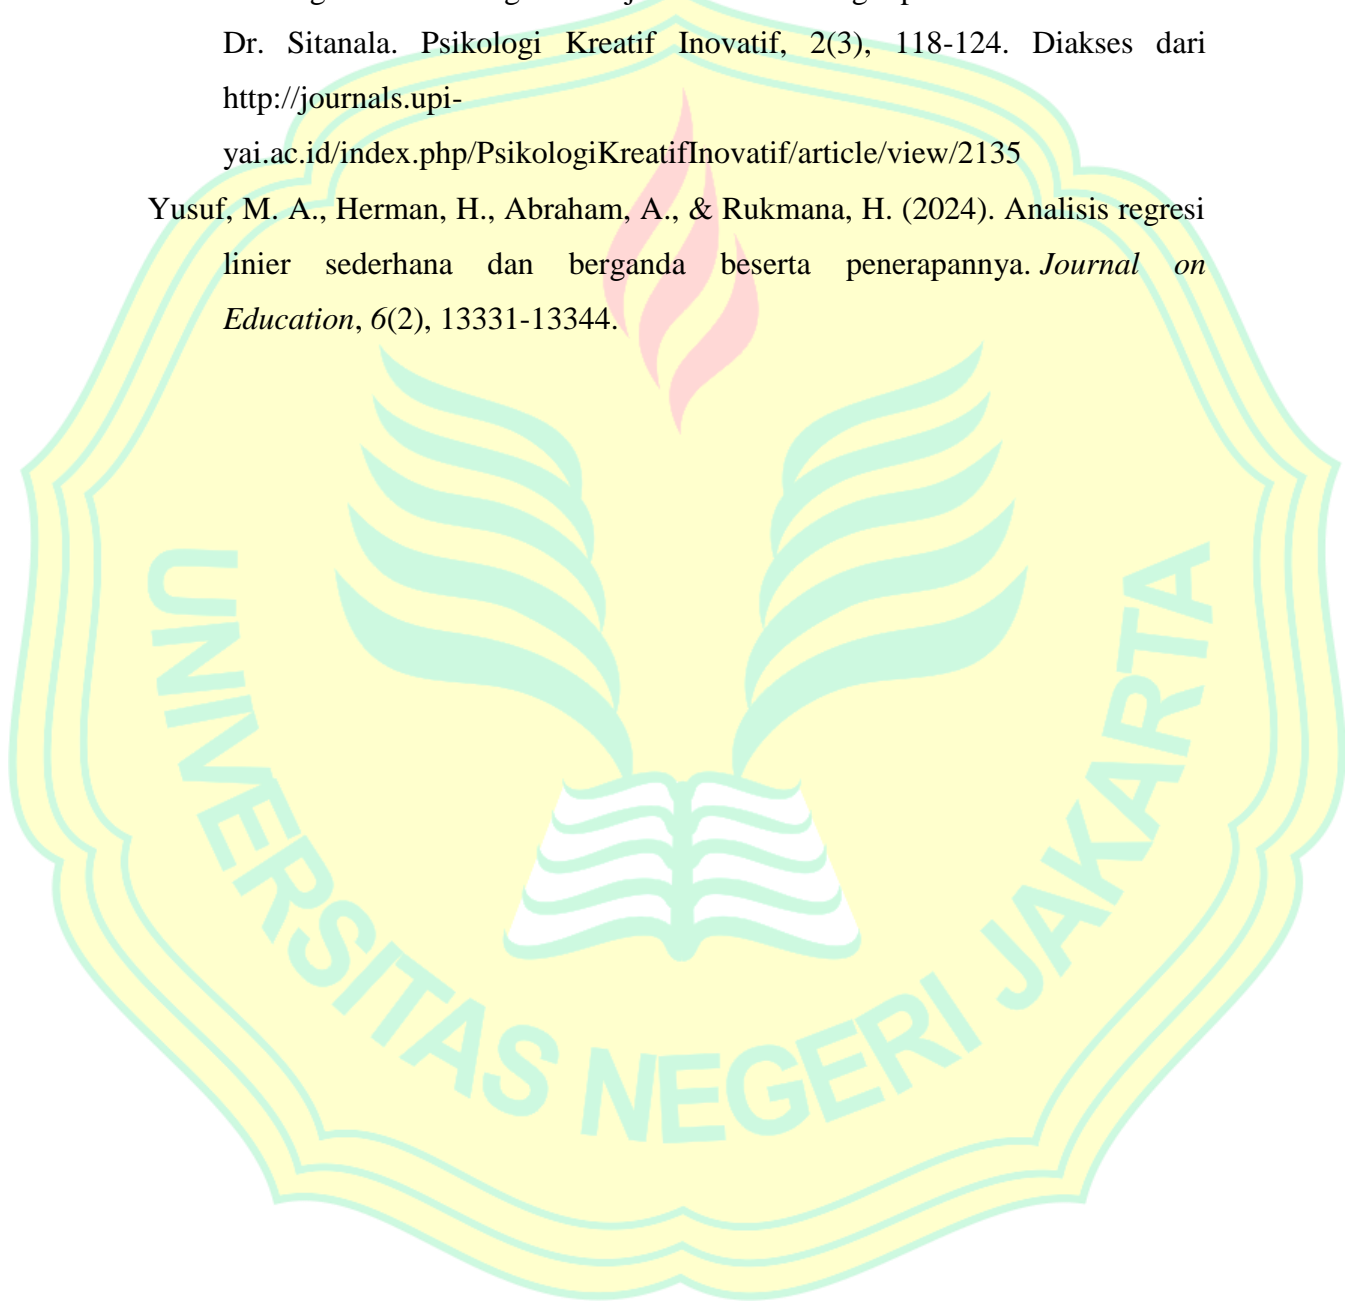 Dr. Sitanala. Psikologi Kreatif Inovatif, 2(3), 118-124. Diakses dari
http://journals.upi-
yai.ac.id/index.php/PsikologiKreatifInovatif/article/view/2135
Yusuf, M. A., Herman, H., Abraham, A., & Rukmana, H. (2024). Analisis regresi
linier sederhana dan berganda beserta penerapannya. Journal on
Education, 6(2), 13331-13344.
UNIVERSITAS NEGERI JAKARTA